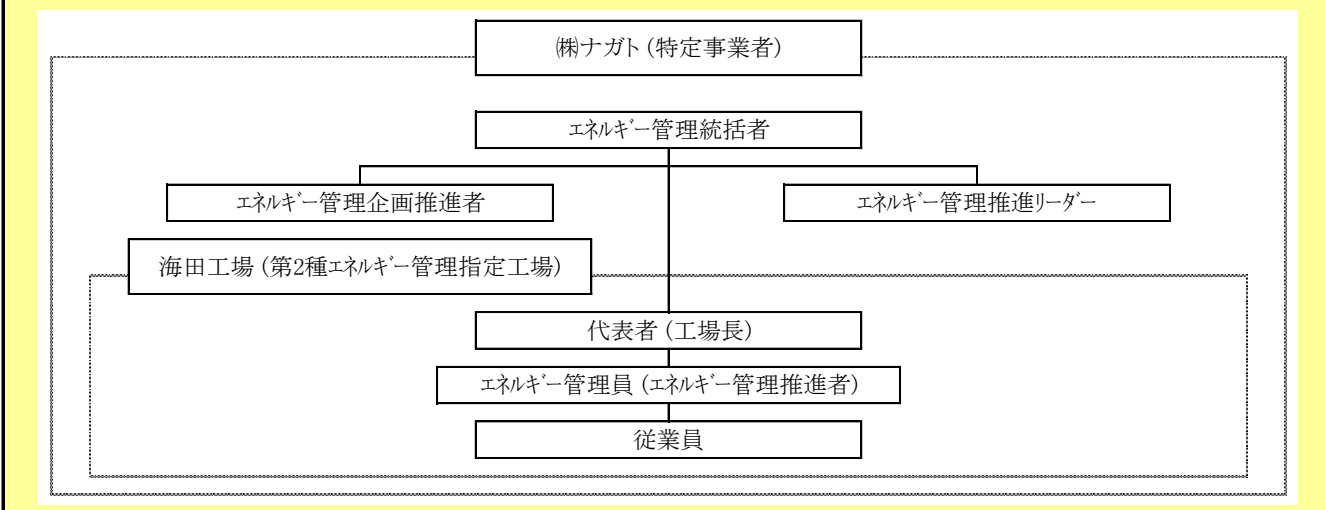 ㈱ナガト (特定事業者)
ｴﾈﾙｷﾞｰ管理統括者
ｴﾈﾙｷﾞｰ管理企画推進者
ｴﾈﾙｷﾞｰ管理推進ﾘｰﾀﾞｰ
海田工場 (第2種ｴﾈﾙｷﾞｰ管理指定工場)
代表者 (工場長)
ｴﾈﾙｷﾞｰ管理員 (ｴﾈﾙｷﾞｰ管理推進者)
従業員